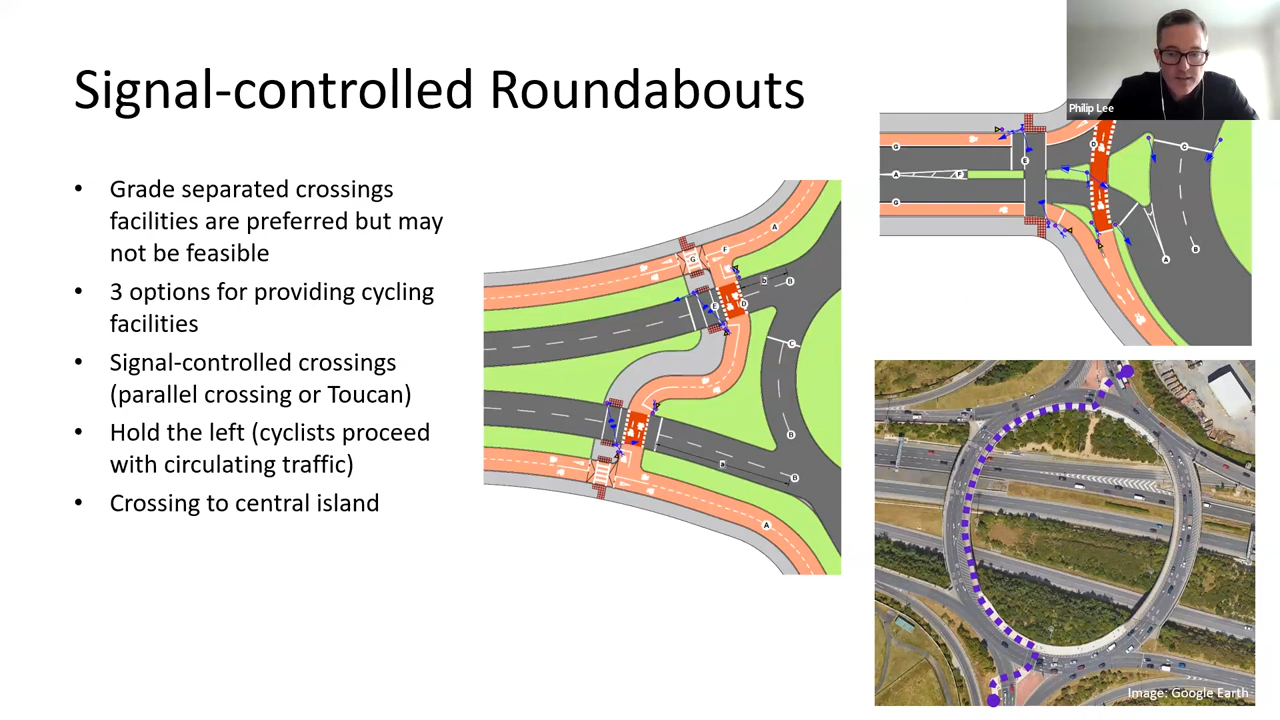 Signal-controlled Roundabouts
Philip Lee
• Grade separated crossings
facilities are preferred but may
not be feasible
• 3 options for providing cycling
facilities
• Signal-controlled crossings
(parallel crossing or Toucan)
• Hold the left (cyclists proceed
with circulating traffic)
• Crossing to central island
A
F
G
b
B
E
D
C
B
a
B
A
G
A
F
G
E
D
C
B
A
Image: Google Earth